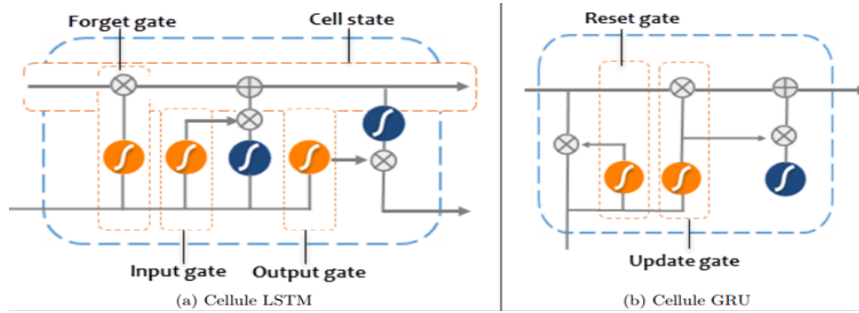 Forget gate
Cell state
Input gate
Output gate
(a) Cellule LSTM
Reset gate
Update gate
(b) Cellule GRU